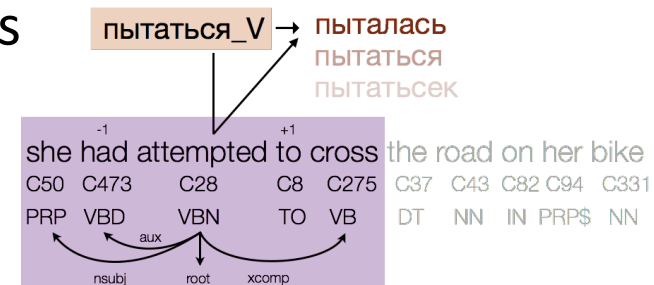 s
пытаться_V → пыталась
пытаться
пытатьсек
-1 +1
she had attempted to cross the road on her bike
C50 C473 C28 C8 C275 C37 C43 C82 C94 C331
PRP VBD VBN TO VB DT NN IN PRP$ NN
aux
nsubj root xcomp